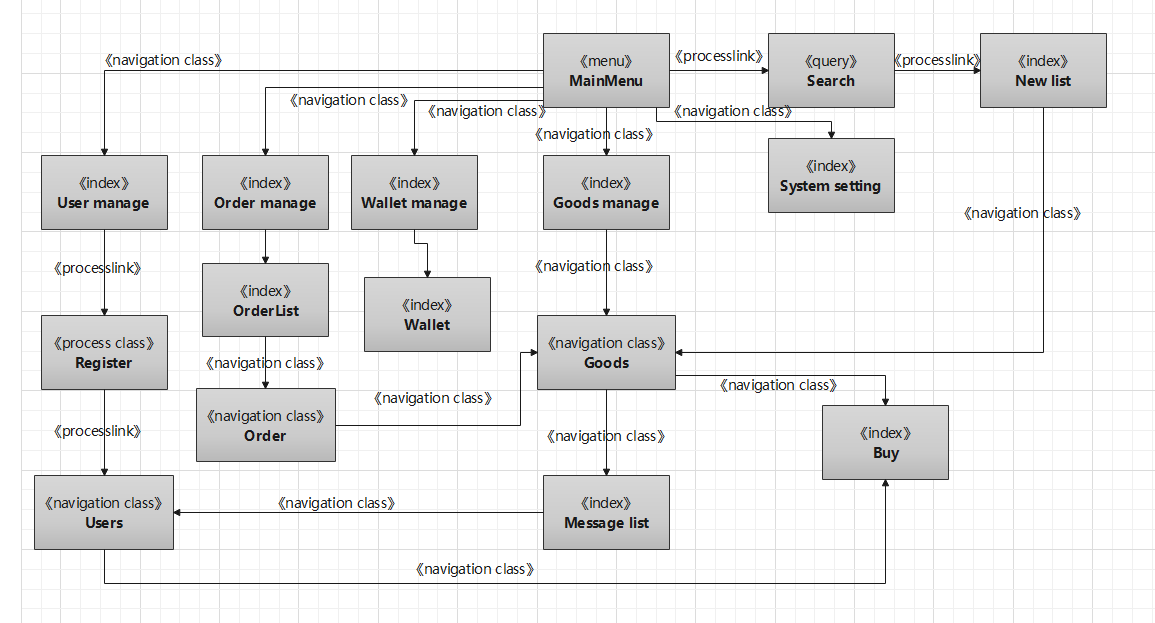 《navigation class》
《menu》
MainMenu
《processlink》
《query》
Search
《processlink》
《index》
New list
《navigation class》
《navigation class》
《navigation class》
《navigation class》
《index》
User manage
《index》
Order manage
《index》
Wallet manage
《index》
Goods manage
《index》
System setting
《navigation class》
《processlink》
《navigation class》
《index》
OrderList
《index》
Wallet
《process class》
Register
《navigation class》
Goods
《navigation class》
《navigation class》
《navigation class》
《navigation class》
Order
《processlink》
《navigation class》
《index》
Buy
《navigation class》
Users
《navigation class》
《index》
Message list
《navigation class》